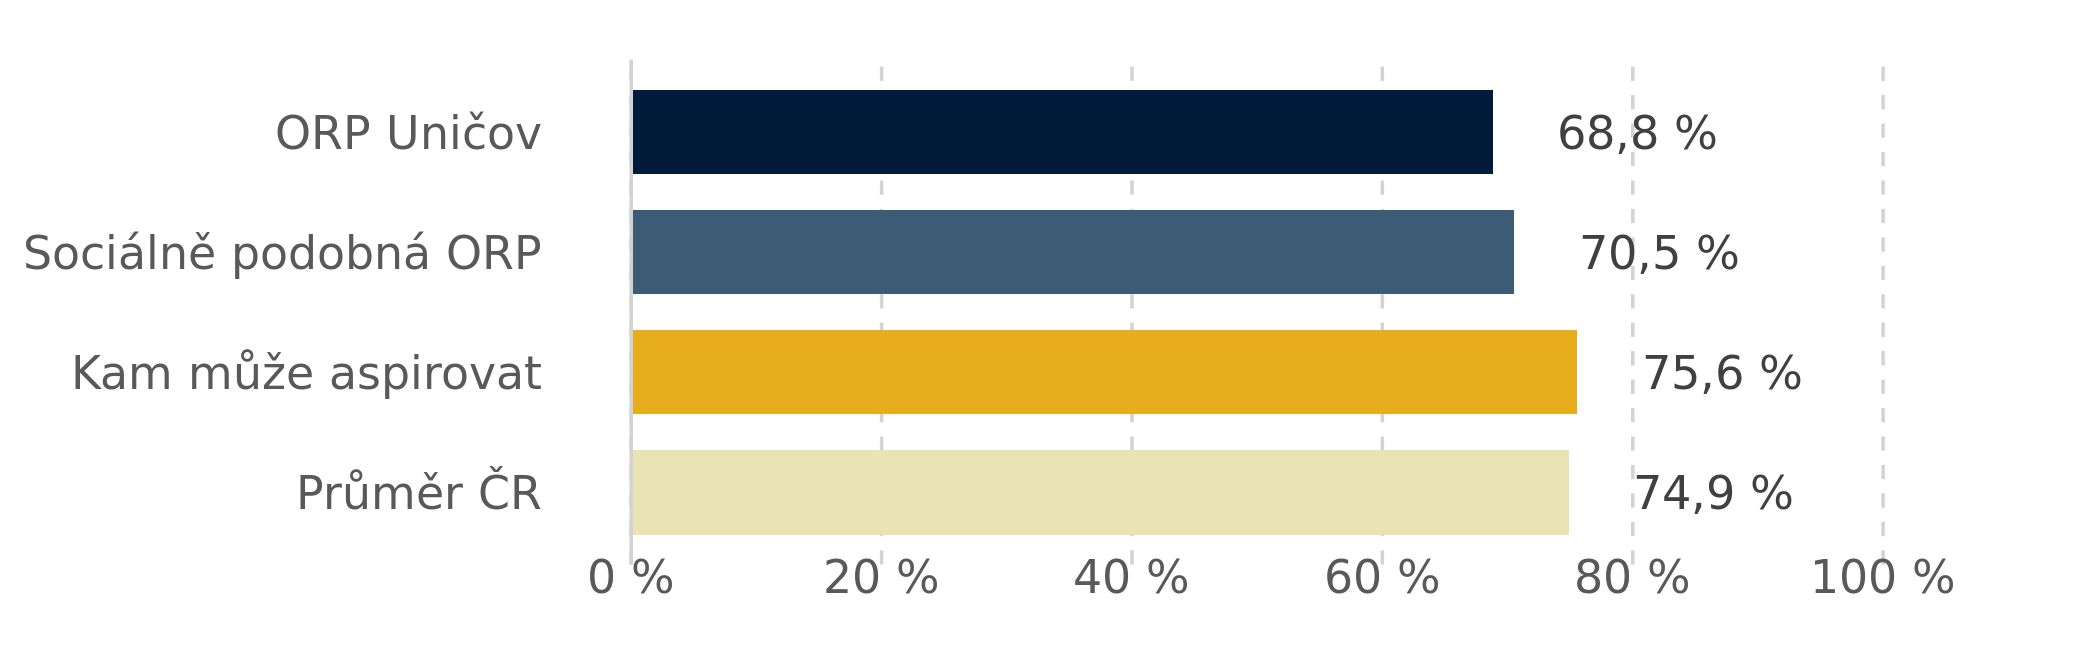 ORP Uničov 68,8 %
Sociálně podobná ORP 70,5 %
Kam může aspirovat 75,6 %
Průměr ČR 74,9 %
0 % 20 % 40 % 60 % 80 % 100 %